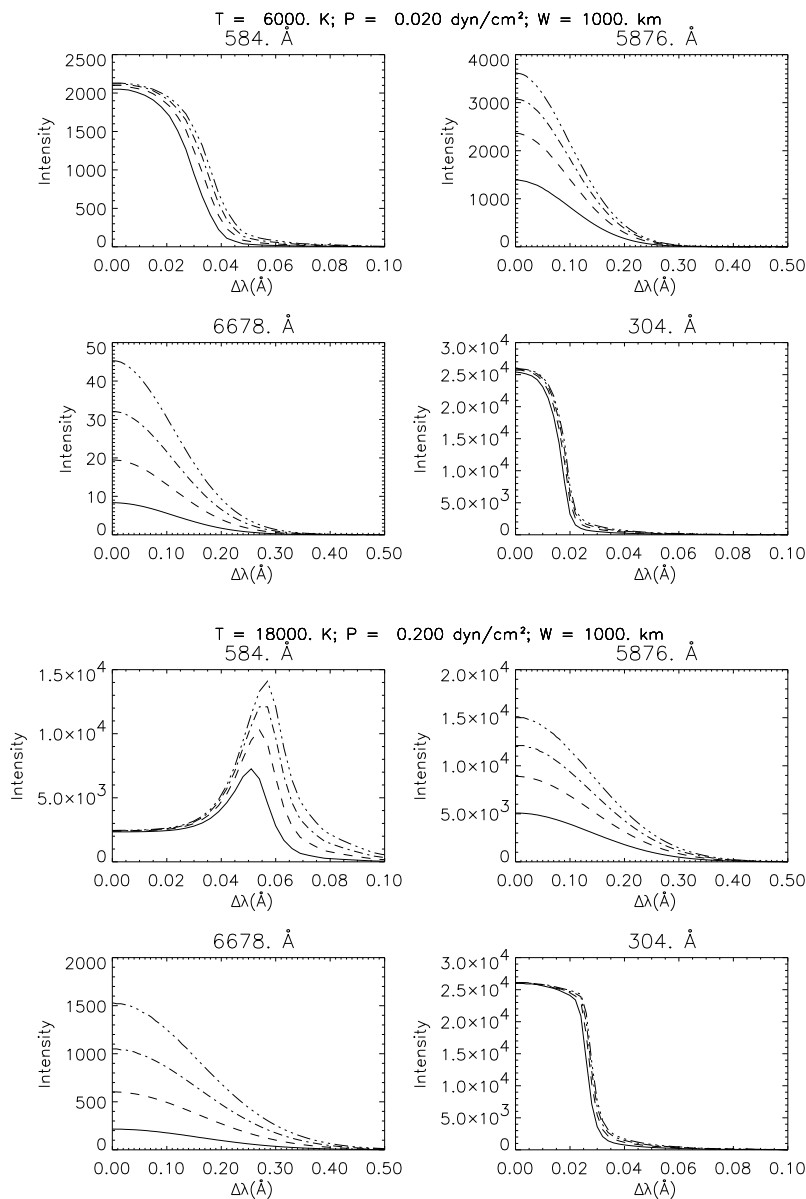 T = 6000. K; P = 0.020 dyn/cm²; W = 1000. km
584. Å
Intensity
2500
2000
1500
1000
500
0
0.00 0.02 0.04 0.06 0.08 0.10
Δλ(Å)
5876. Å
Intensity
4000
3000
2000
1000
0
0.00 0.10 0.20 0.30 0.40 0.50
Δλ(Å)
6678. Å
Intensity
50
40
30
20
10
0
0.00 0.10 0.20 0.30 0.40 0.50
Δλ(Å)
304. Å
Intensity
3.0×10⁴
2.5×10⁴
2.0×10⁴
1.5×10⁴
1.0×10⁴
5.0×10³
0
0.00 0.02 0.04 0.06 0.08 0.10
Δλ(Å)
T = 18000. K; P = 0.200 dyn/cm²; W = 1000. km
584. Å
Intensity
1.5×10⁴
1.0×10⁴
5.0×10³
0
0.00 0.02 0.04 0.06 0.08 0.10
Δλ(Å)
5876. Å
Intensity
2.0×10⁴
1.5×10⁴
1.0×10⁴
5.0×10³
0
0.00 0.10 0.20 0.30 0.40 0.50
Δλ(Å)
6678. Å
Intensity
2000
1500
1000
500
0
0.00 0.10 0.20 0.30 0.40 0.50
Δλ(Å)
304. Å
Intensity
3.0×10⁴
2.5×10⁴
2.0×10⁴
1.5×10⁴
1.0×10⁴
5.0×10³
0
0.00 0.02 0.04 0.06 0.08 0.10
Δλ(Å)